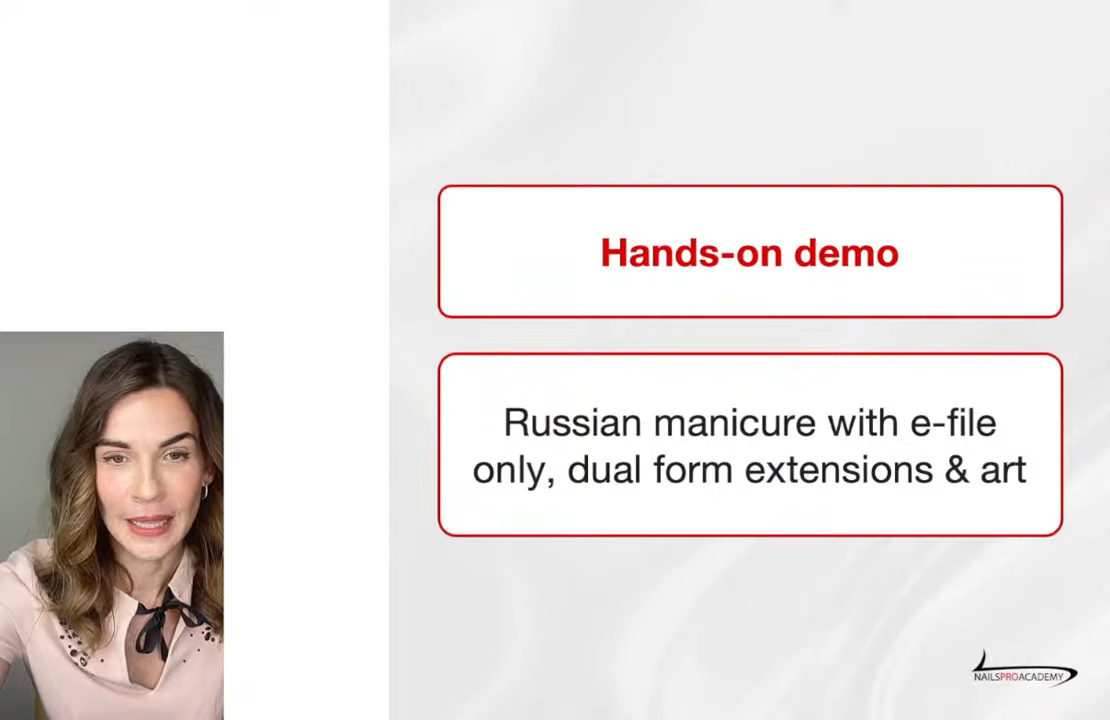 Hands-on demo
Russian manicure with e-file
only, dual form extensions & art
NAILSPROACADEMY